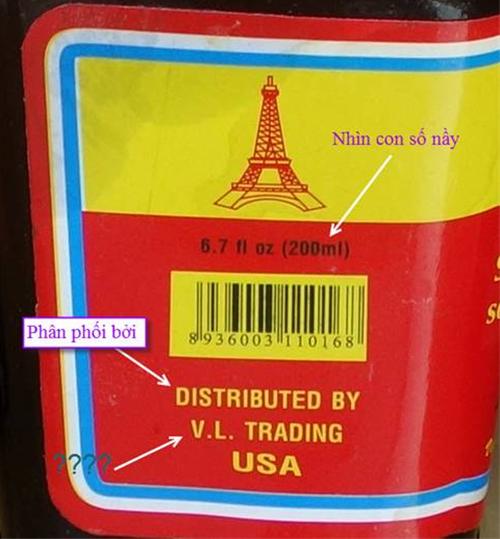 Nhìn con số nầy
6.7 fl oz (200ml)
8 936003 110168
Phân phối bởi
DISTRIBUTED BY
V.L. TRADING
????
USA